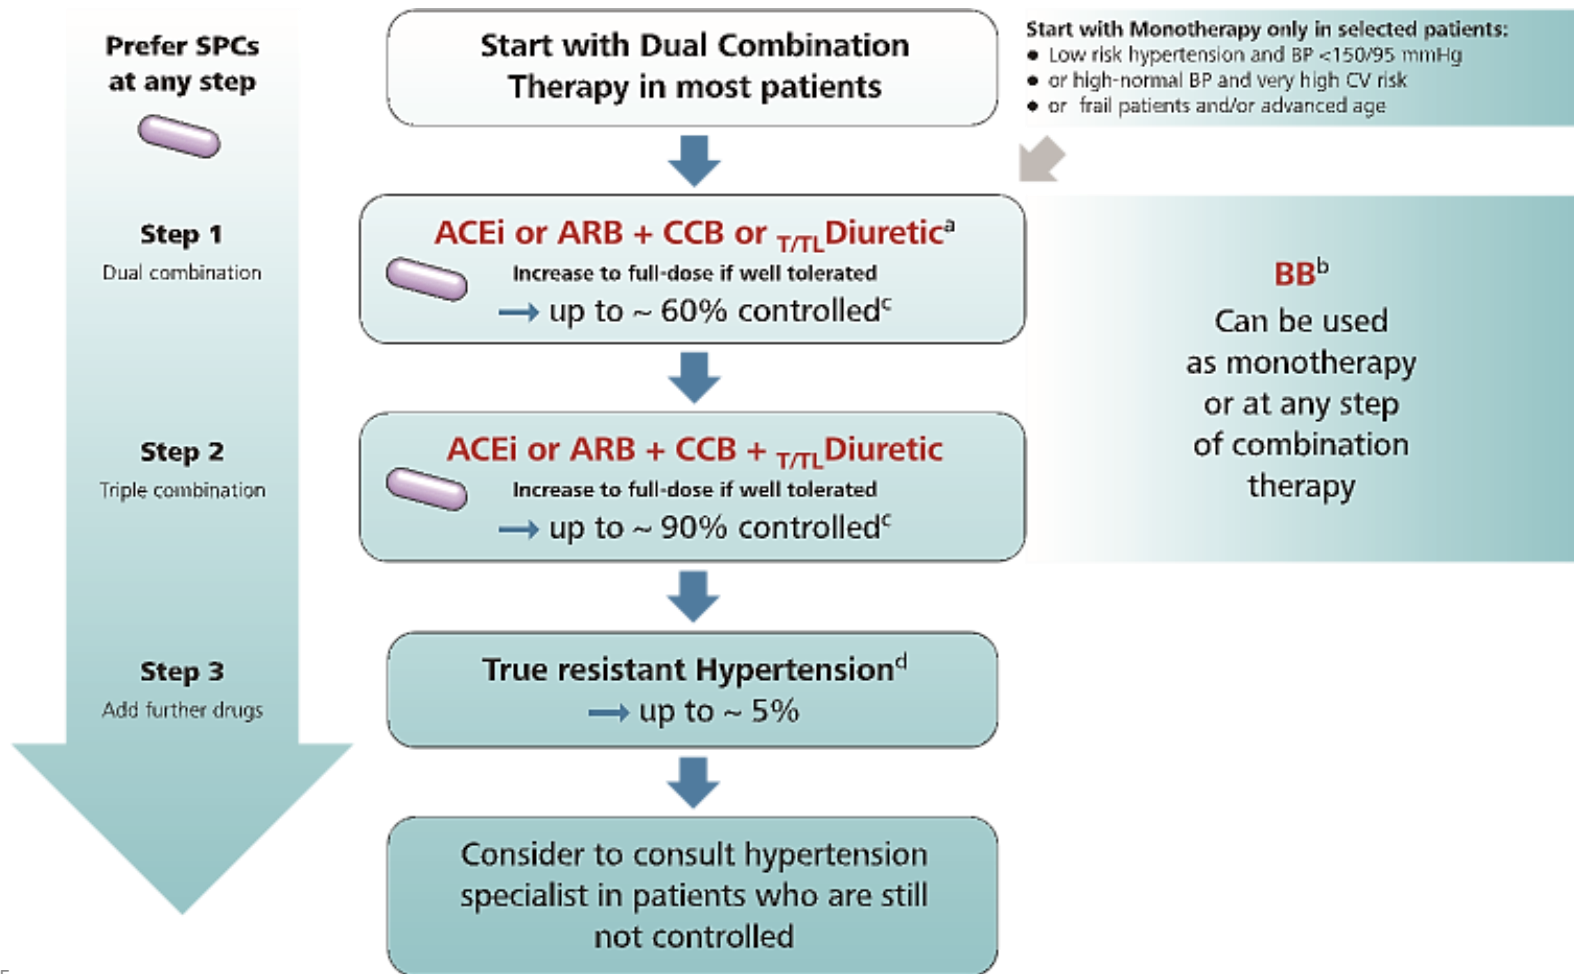 Prefer SPCs
at any step
Start with Dual Combination
Therapy in most patients
Start with Monotherapy only in selected patients:
● Low risk hypertension and BP <150/95 mmHg
● or high-normal BP and very high CV risk
● or frail patients and/or advanced age
Step 1
Dual combination
ACEi or ARB + CCB or T/TLDiuretic^a
Increase to full-dose if well tolerated
→ up to ~ 60% controlled^c
BB^b
Can be used
as monotherapy
or at any step
of combination
therapy
Step 2
Triple combination
ACEi or ARB + CCB + T/TLDiuretic
Increase to full-dose if well tolerated
→ up to ~ 90% controlled^c
Step 3
Add further drugs
True resistant Hypertension^d
→ up to ~ 5%
Consider to consult hypertension
specialist in patients who are still
not controlled